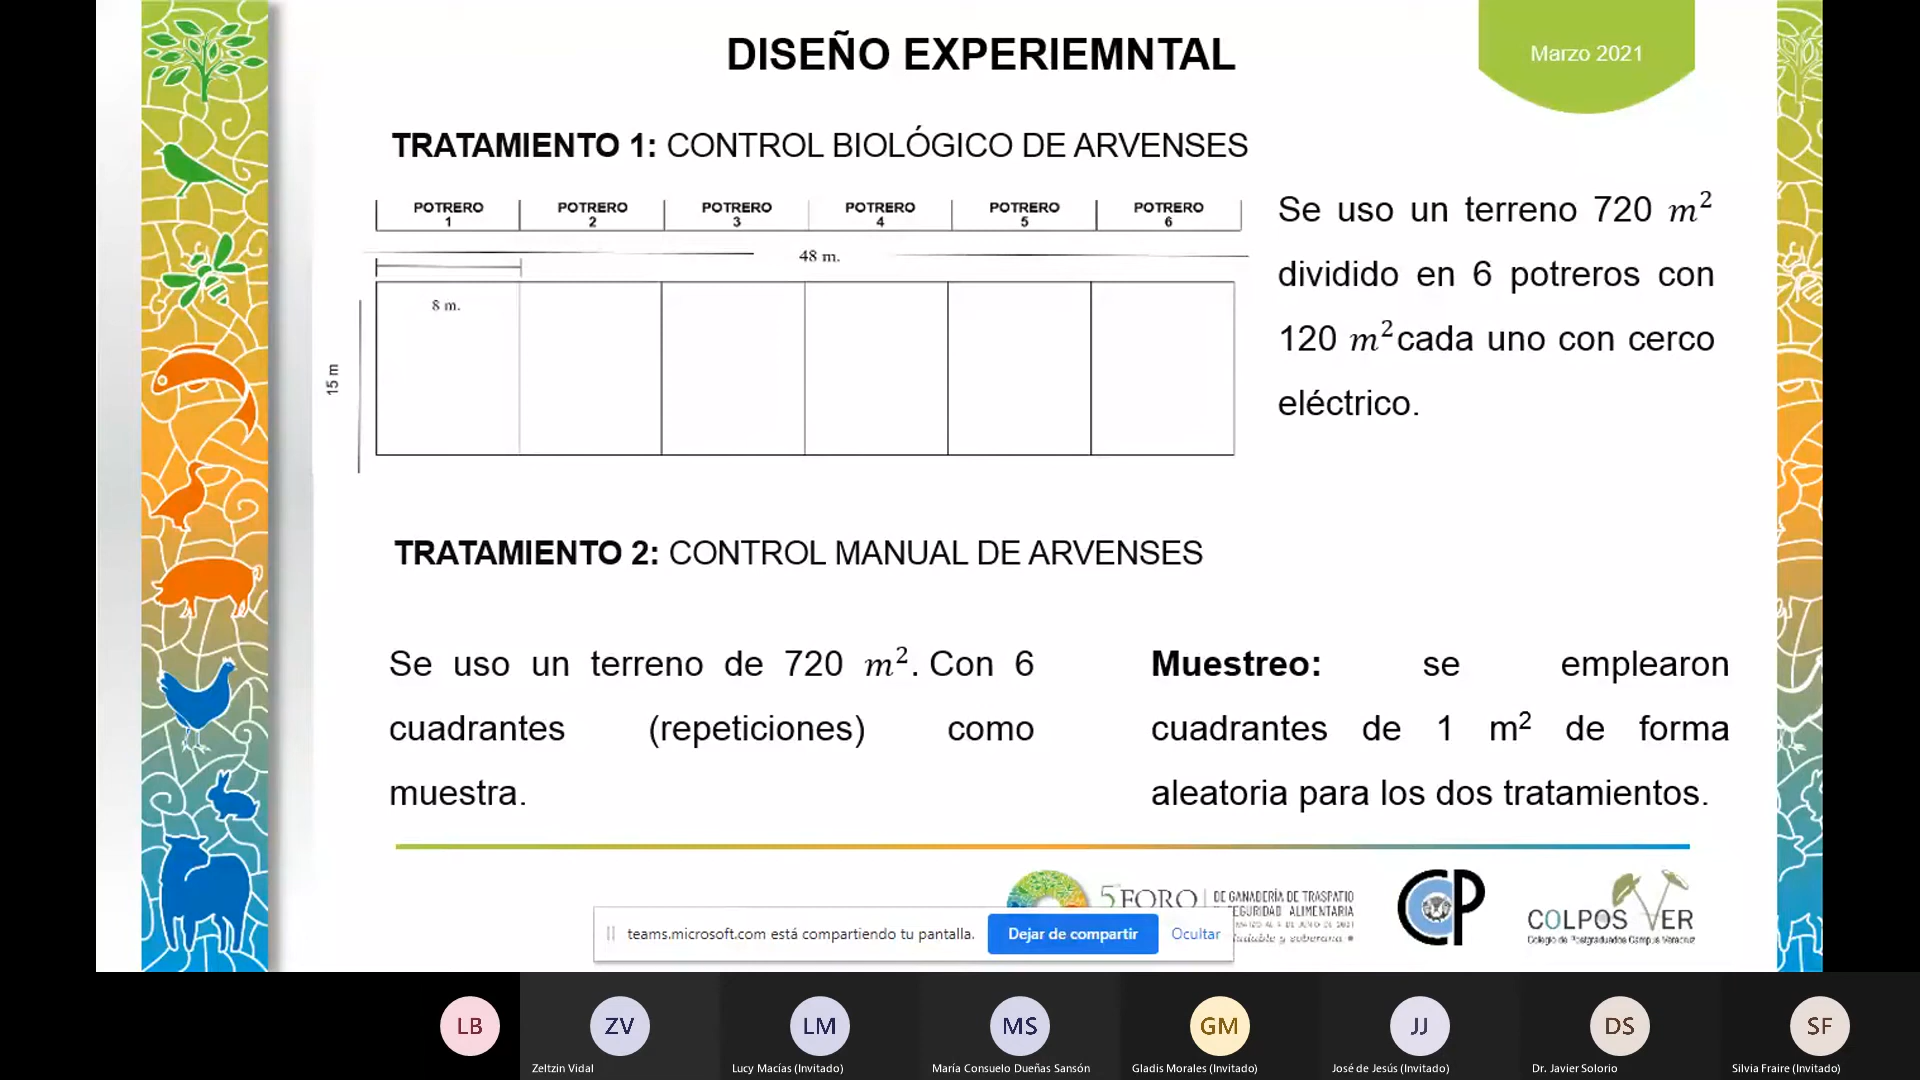 DISEÑO EXPERIEMNTAL
Marzo 2021
TRATAMIENTO 1: CONTROL BIOLÓGICO DE ARVENSES
POTRERO 1
POTRERO 2
POTRERO 3
POTRERO 4
POTRERO 5
POTRERO 6
48 m.
8 m.
15 m
Se uso un terreno 720 m²
dividido en 6 potreros con
120 m² cada uno con cerco
eléctrico.
TRATAMIENTO 2: CONTROL MANUAL DE ARVENSES
Se uso un terreno de 720 m². Con 6
cuadrantes (repeticiones) como
muestra.
Muestreo: se emplearon
cuadrantes de 1 m² de forma
aleatoria para los dos tratamientos.
5 FORO
DE GANADERÍA DE TRASPATIO
SEGURIDAD ALIMENTARIA
CP
COLPOS VER
Colegio de Postgraduados Campus Veracruz
teams.microsoft.com está compartiendo tu pantalla.
Dejar de compartir
Ocultar
LB
ZV
LM
MS
GM
JJ
DS
SF
Zeltzin Vidal
Lucy Macías (Invitado)
María Consuelo Dueñas Sansón
Gladis Morales (Invitado)
José de Jesús (Invitado)
Dr. Javier Solorio
Silvia Fraire (Invitado)